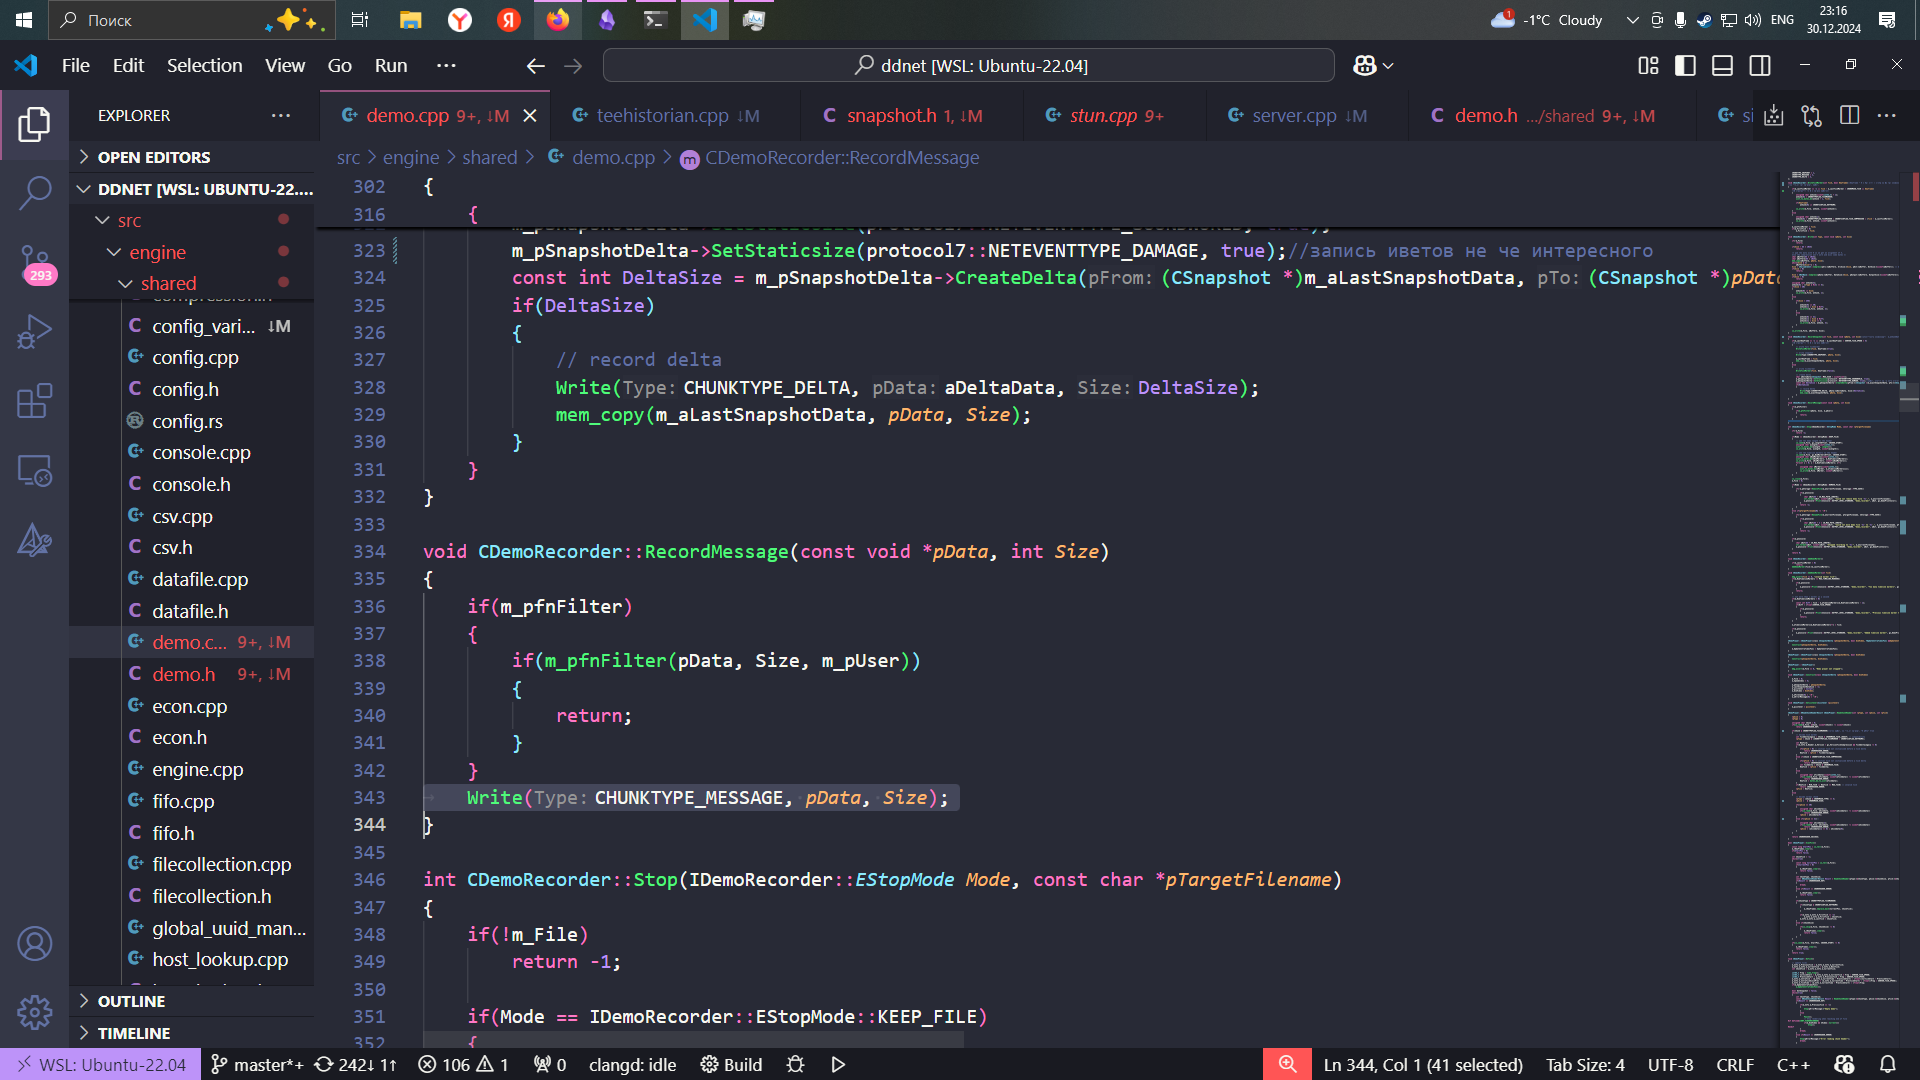 Поиск
1
-1°C Cloudy
ENG
23:16
30.12.2024
File Edit Selection View Go Run ...
ddnet [WSL: Ubuntu-22.04]
EXPLORER
demo.cpp 9+, ↓M
teehistorian.cpp ↓M
snapshot.h 1, ↓M
stun.cpp 9+
server.cpp ↓M
demo.h .../shared 9+, ↓M
si
src > engine > shared > demo.cpp > CDemoRecorder::RecordMessage
OPEN EDITORS
DDNET [WSL: UBUNTU-22....
src
engine
shared
config_vari... ↓M
config.cpp
config.h
config.rs
console.cpp
console.h
csv.cpp
csv.h
datafile.cpp
datafile.h
demo.c... 9+, ↓M
demo.h 9+, ↓M
econ.cpp
econ.h
engine.cpp
fifo.cpp
fifo.h
filecollection.cpp
filecollection.h
global_uuid_man...
host_lookup.cpp
OUTLINE
TIMELINE
293
302 {
316 {
323 m_pSnapshotDelta->SetStaticsize(protocol7::NETEVENTTYPE_DAMAGE, true);//запись иветов не че интересного
324 const int DeltaSize = m_pSnapshotDelta->CreateDelta(pFrom: (CSnapshot *)m_aLastSnapshotData, pTo: (CSnapshot *)pData
325 if(DeltaSize)
326 {
327 // record delta
328 Write(Type: CHUNKTYPE_DELTA, pData: aDeltaData, Size: DeltaSize);
329 mem_copy(m_aLastSnapshotData, pData, Size);
330 }
331 }
332 }
333
334 void CDemoRecorder::RecordMessage(const void *pData, int Size)
335 {
336 if(m_pfnFilter)
337 {
338 if(m_pfnFilter(pData, Size, m_pUser))
339 {
340 return;
341 }
342 }
343 Write(Type: CHUNKTYPE_MESSAGE, pData, Size);
344 }
345
346 int CDemoRecorder::Stop(IDemoRecorder::EStopMode Mode, const char *pTargetFilename)
347 {
348 if(!m_File)
349 return -1;
350
351 if(Mode == IDemoRecorder::EStopMode::KEEP_FILE)
352 {
WSL: Ubuntu-22.04 master*+ 242↓ 1↑ 106 1 0 clangd: idle Build Ln 344, Col 1 (41 selected) Tab Size: 4 UTF-8 CRLF C++